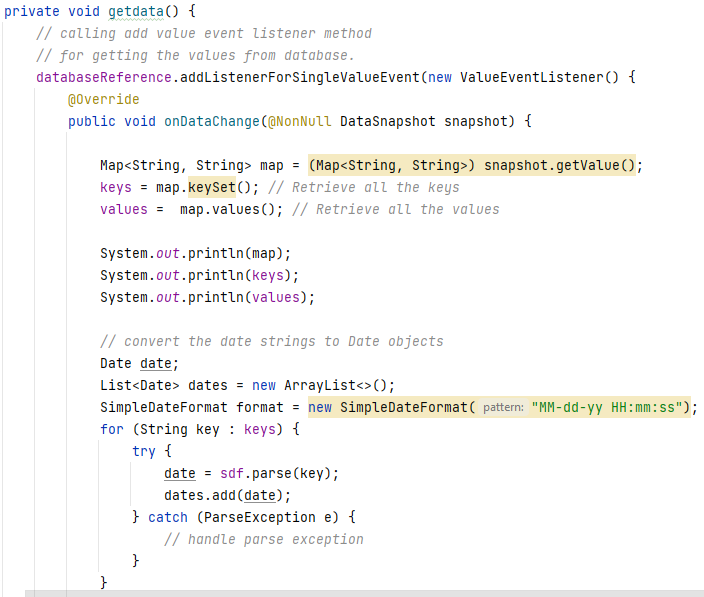 private void getdata() {
// calling add value event listener method
// for getting the values from database.
databaseReference.addListenerForSingleValueEvent(new ValueEventListener() {
@Override
public void onDataChange(@NonNull DataSnapshot snapshot) {
Map<String, String> map = (Map<String, String>) snapshot.getValue();
keys = map.keySet(); // Retrieve all the keys
values =  map.values(); // Retrieve all the values
System.out.println(map);
System.out.println(keys);
System.out.println(values);
// convert the date strings to Date objects
Date date;
List<Date> dates = new ArrayList<>();
SimpleDateFormat format = new SimpleDateFormat( pattern: "MM-dd-yy HH:mm:ss");
for (String key : keys) {
try {
date = sdf.parse(key);
dates.add(date);
} catch (ParseException e) {
// handle parse exception
}
}